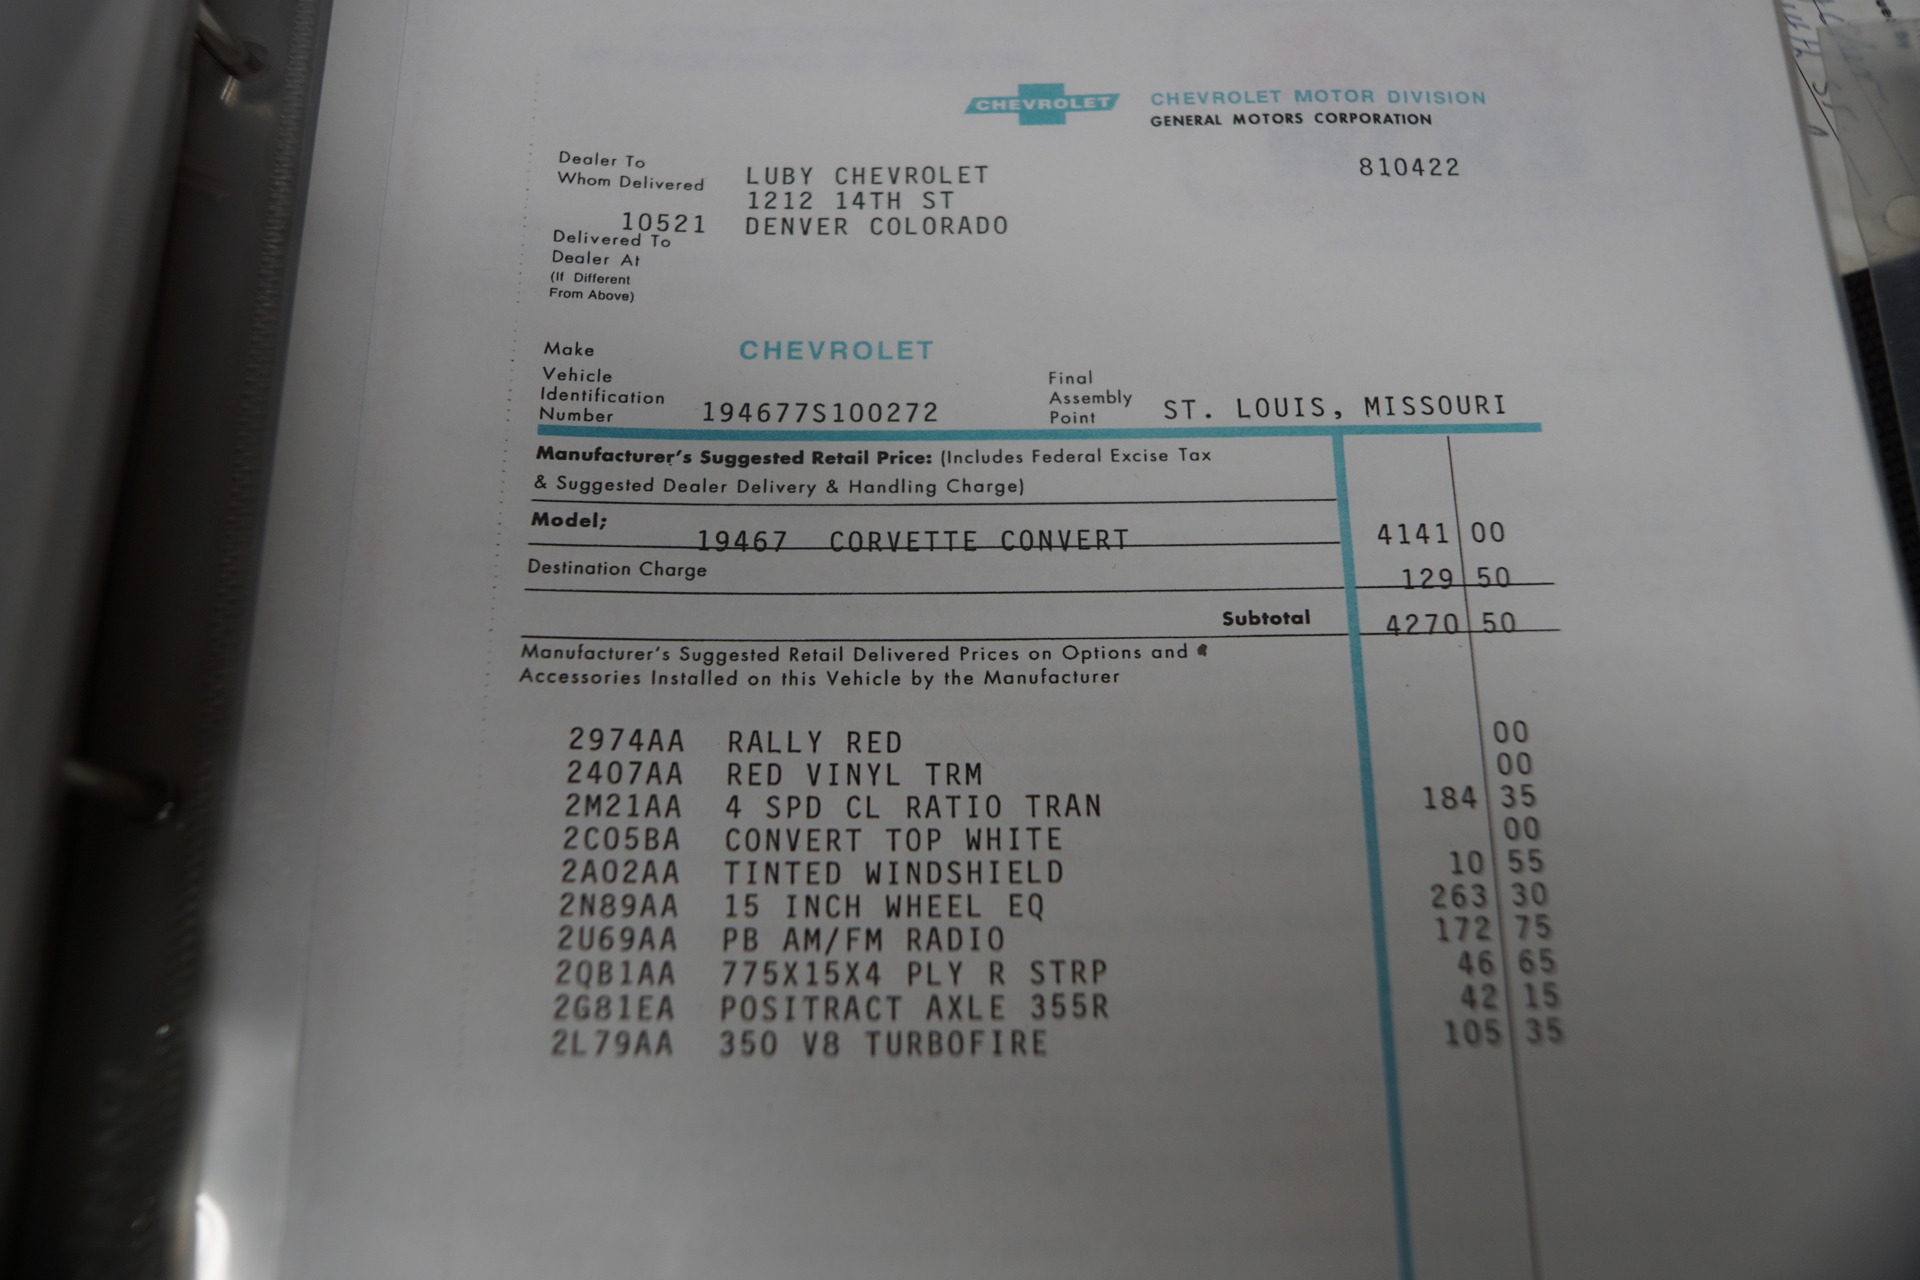 CHEVROLET
CHEVROLET MOTOR DIVISION
GENERAL MOTORS CORPORATION
810422
Dealer To
Whom Delivered
LUBY CHEVROLET
1212 14TH ST
10521 DENVER COLORADO
Delivered To
Dealer At
(If Different
From Above)
Make CHEVROLET
Vehicle
Identification
Number 194677S100272
Final
Assembly
Point ST. LOUIS, MISSOURI
Manufacturer's Suggested Retail Price: (Includes Federal Excise Tax
& Suggested Dealer Delivery & Handling Charge)
Model; 19467 CORVETTE CONVERT 4141 00
Destination Charge 129 50
Subtotal 4270 50
Manufacturer's Suggested Retail Delivered Prices on Options and
Accessories Installed on this Vehicle by the Manufacturer
2974AA RALLY RED 00
2407AA RED VINYL TRM 00
2M21AA 4 SPD CL RATIO TRAN 184 35
2C05BA CONVERT TOP WHITE 00
2A02AA TINTED WINDSHIELD 10 55
2N89AA 15 INCH WHEEL EQ 263 30
2U69AA PB AM/FM RADIO 172 75
2QB1AA 775X15X4 PLY R STRP 46 65
2G81EA POSITRACT AXLE 355R 42 15
2L79AA 350 V8 TURBOFIRE 105 35